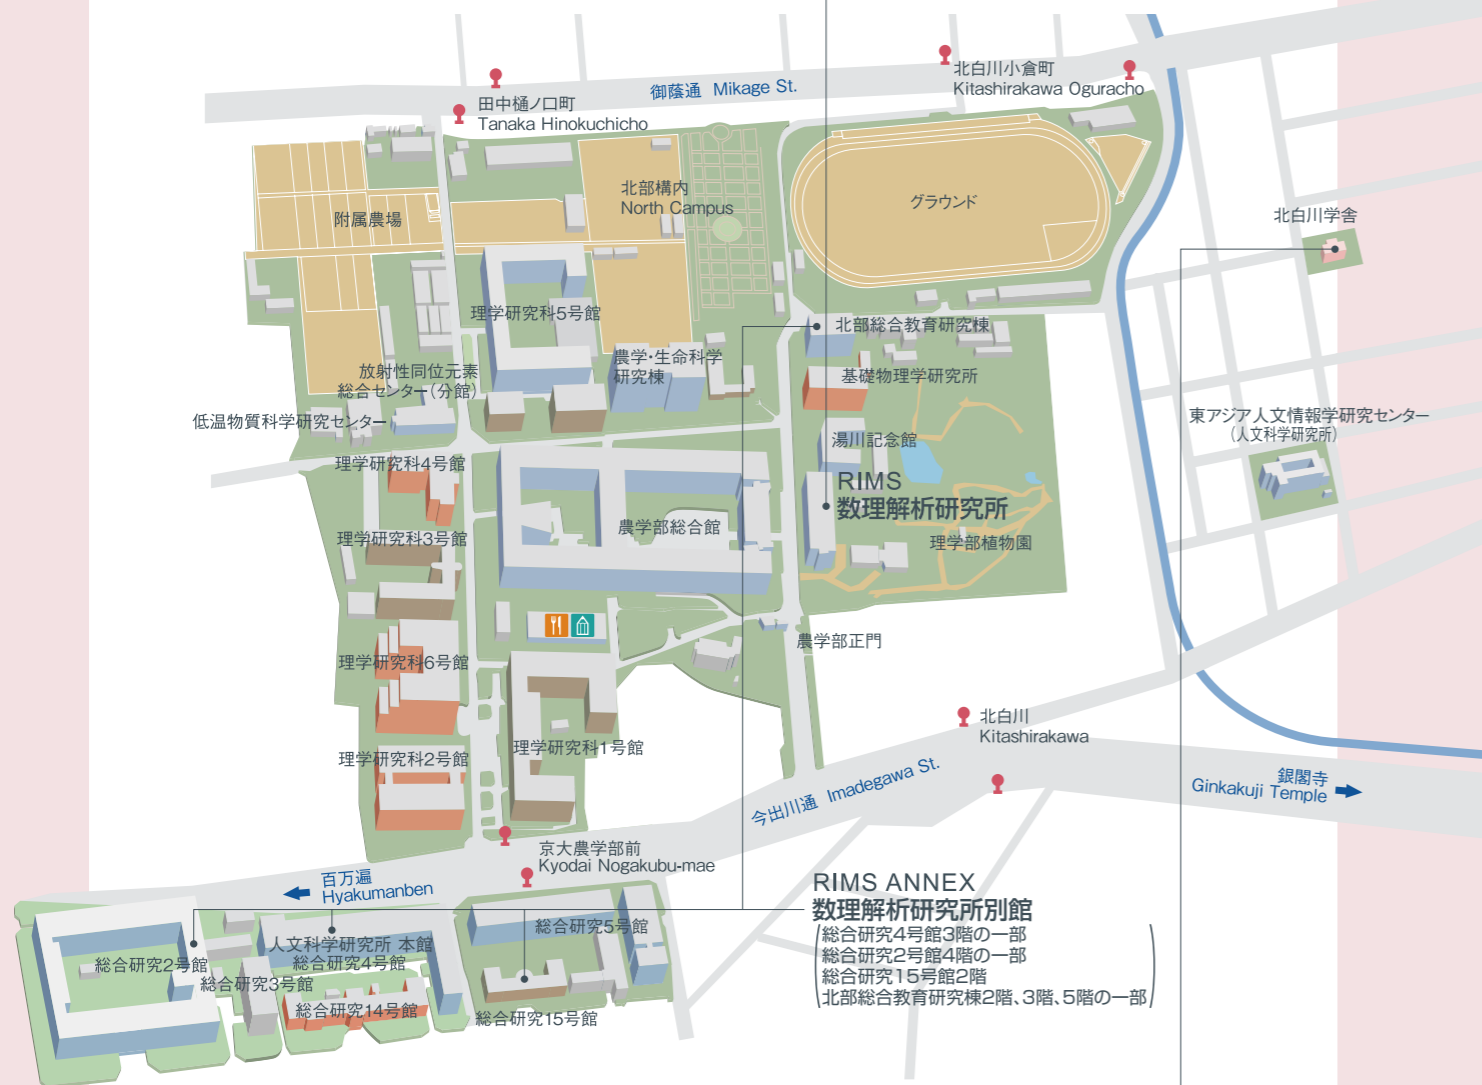 北白川小倉町
Kitashirakawa Oguracho
御蔭通 Mikage St.
田中樋ノ口町
Tanaka Hinokuchicho
北部構内
North Campus
グラウンド
附属農場
北白川学舎
理学研究科5号館
北部総合教育研究棟
農学・生命科学
研究棟
放射性同位元素
総合センター(分館)
基礎物理学研究所
低温物質科学研究センター
東アジア人文情報学研究センター
(人文科学研究所)
湯川記念館
理学研究科4号館
RIMS
数理解析研究所
農学部総合館
理学研究科3号館
理学部植物園
農学部正門
理学研究科6号館
北白川
Kitashirakawa
理学研究科1号館
理学研究科2号館
今出川通 Imadegawa St.
銀閣寺
Ginkakuji Temple
京大農学部前
Kyodai Nogakubu-mae
百万遍
Hyakumanben
RIMS ANNEX
数理解析研究所別館
(総合研究4号館3階の一部
総合研究2号館4階の一部
総合研究15号館2階
北部総合教育研究棟2階、3階、5階の一部)
総合研究5号館
人文科学研究所 本館
総合研究4号館
総合研究2号館
総合研究3号館
総合研究14号館
総合研究15号館